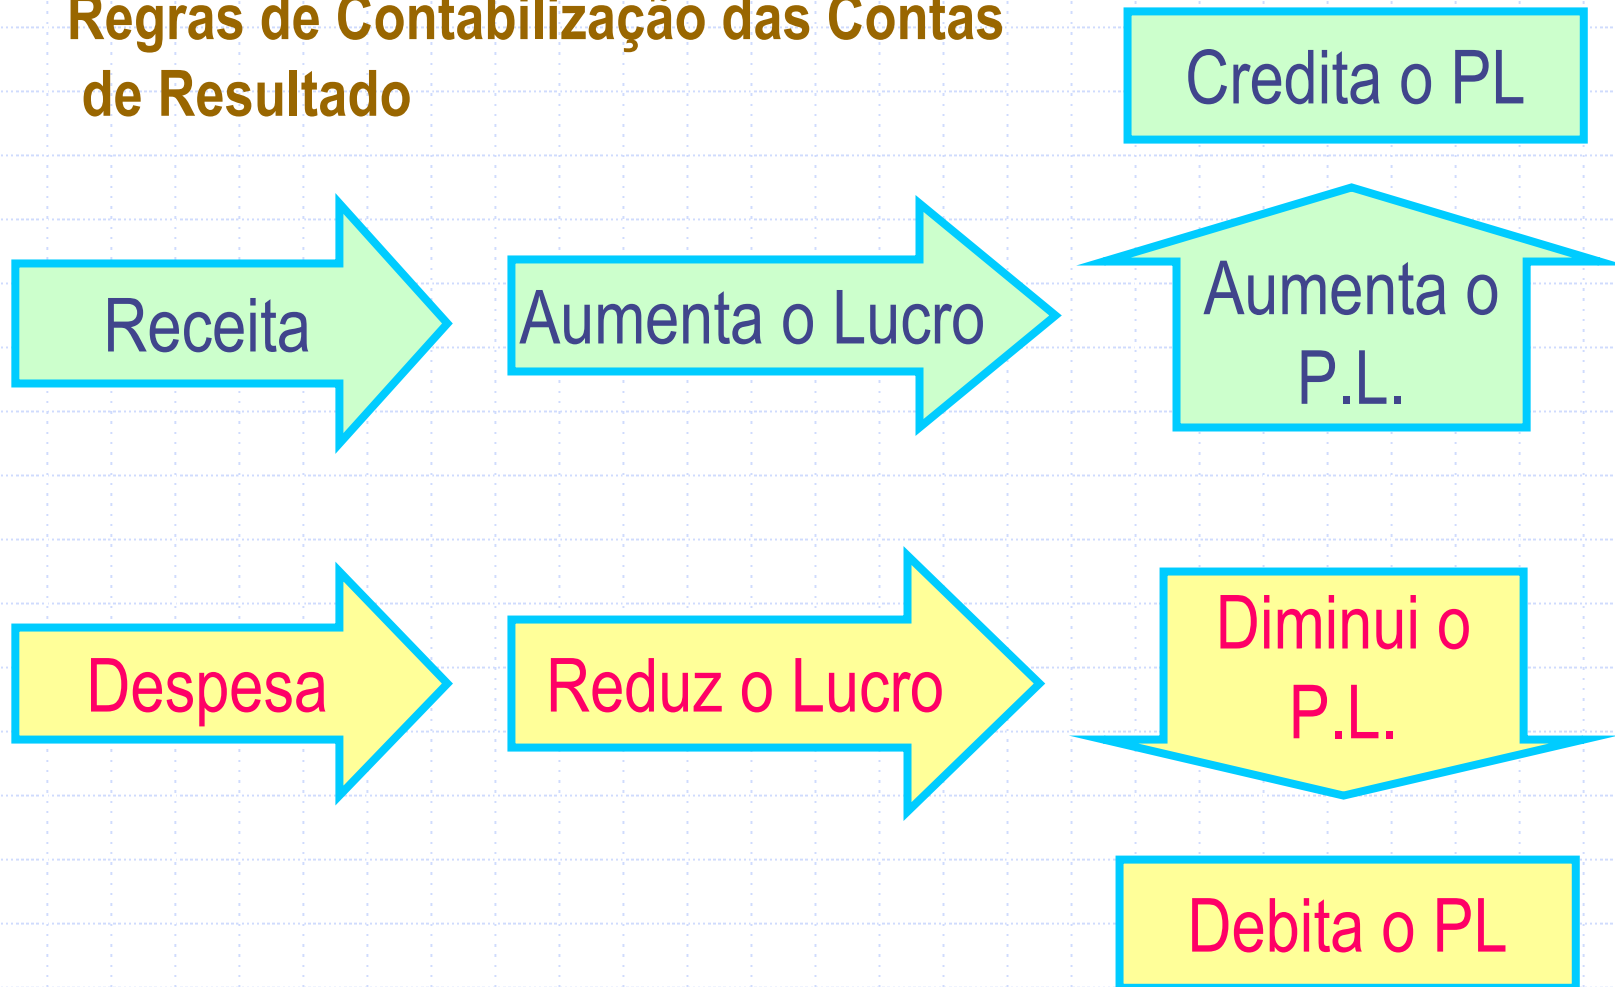 Regras de Contabilização das Contas
de Resultado
Credita o PL
Receita
Aumenta o Lucro
Aumenta o
P.L.
Despesa
Reduz o Lucro
Diminui o
P.L.
Debita o PL